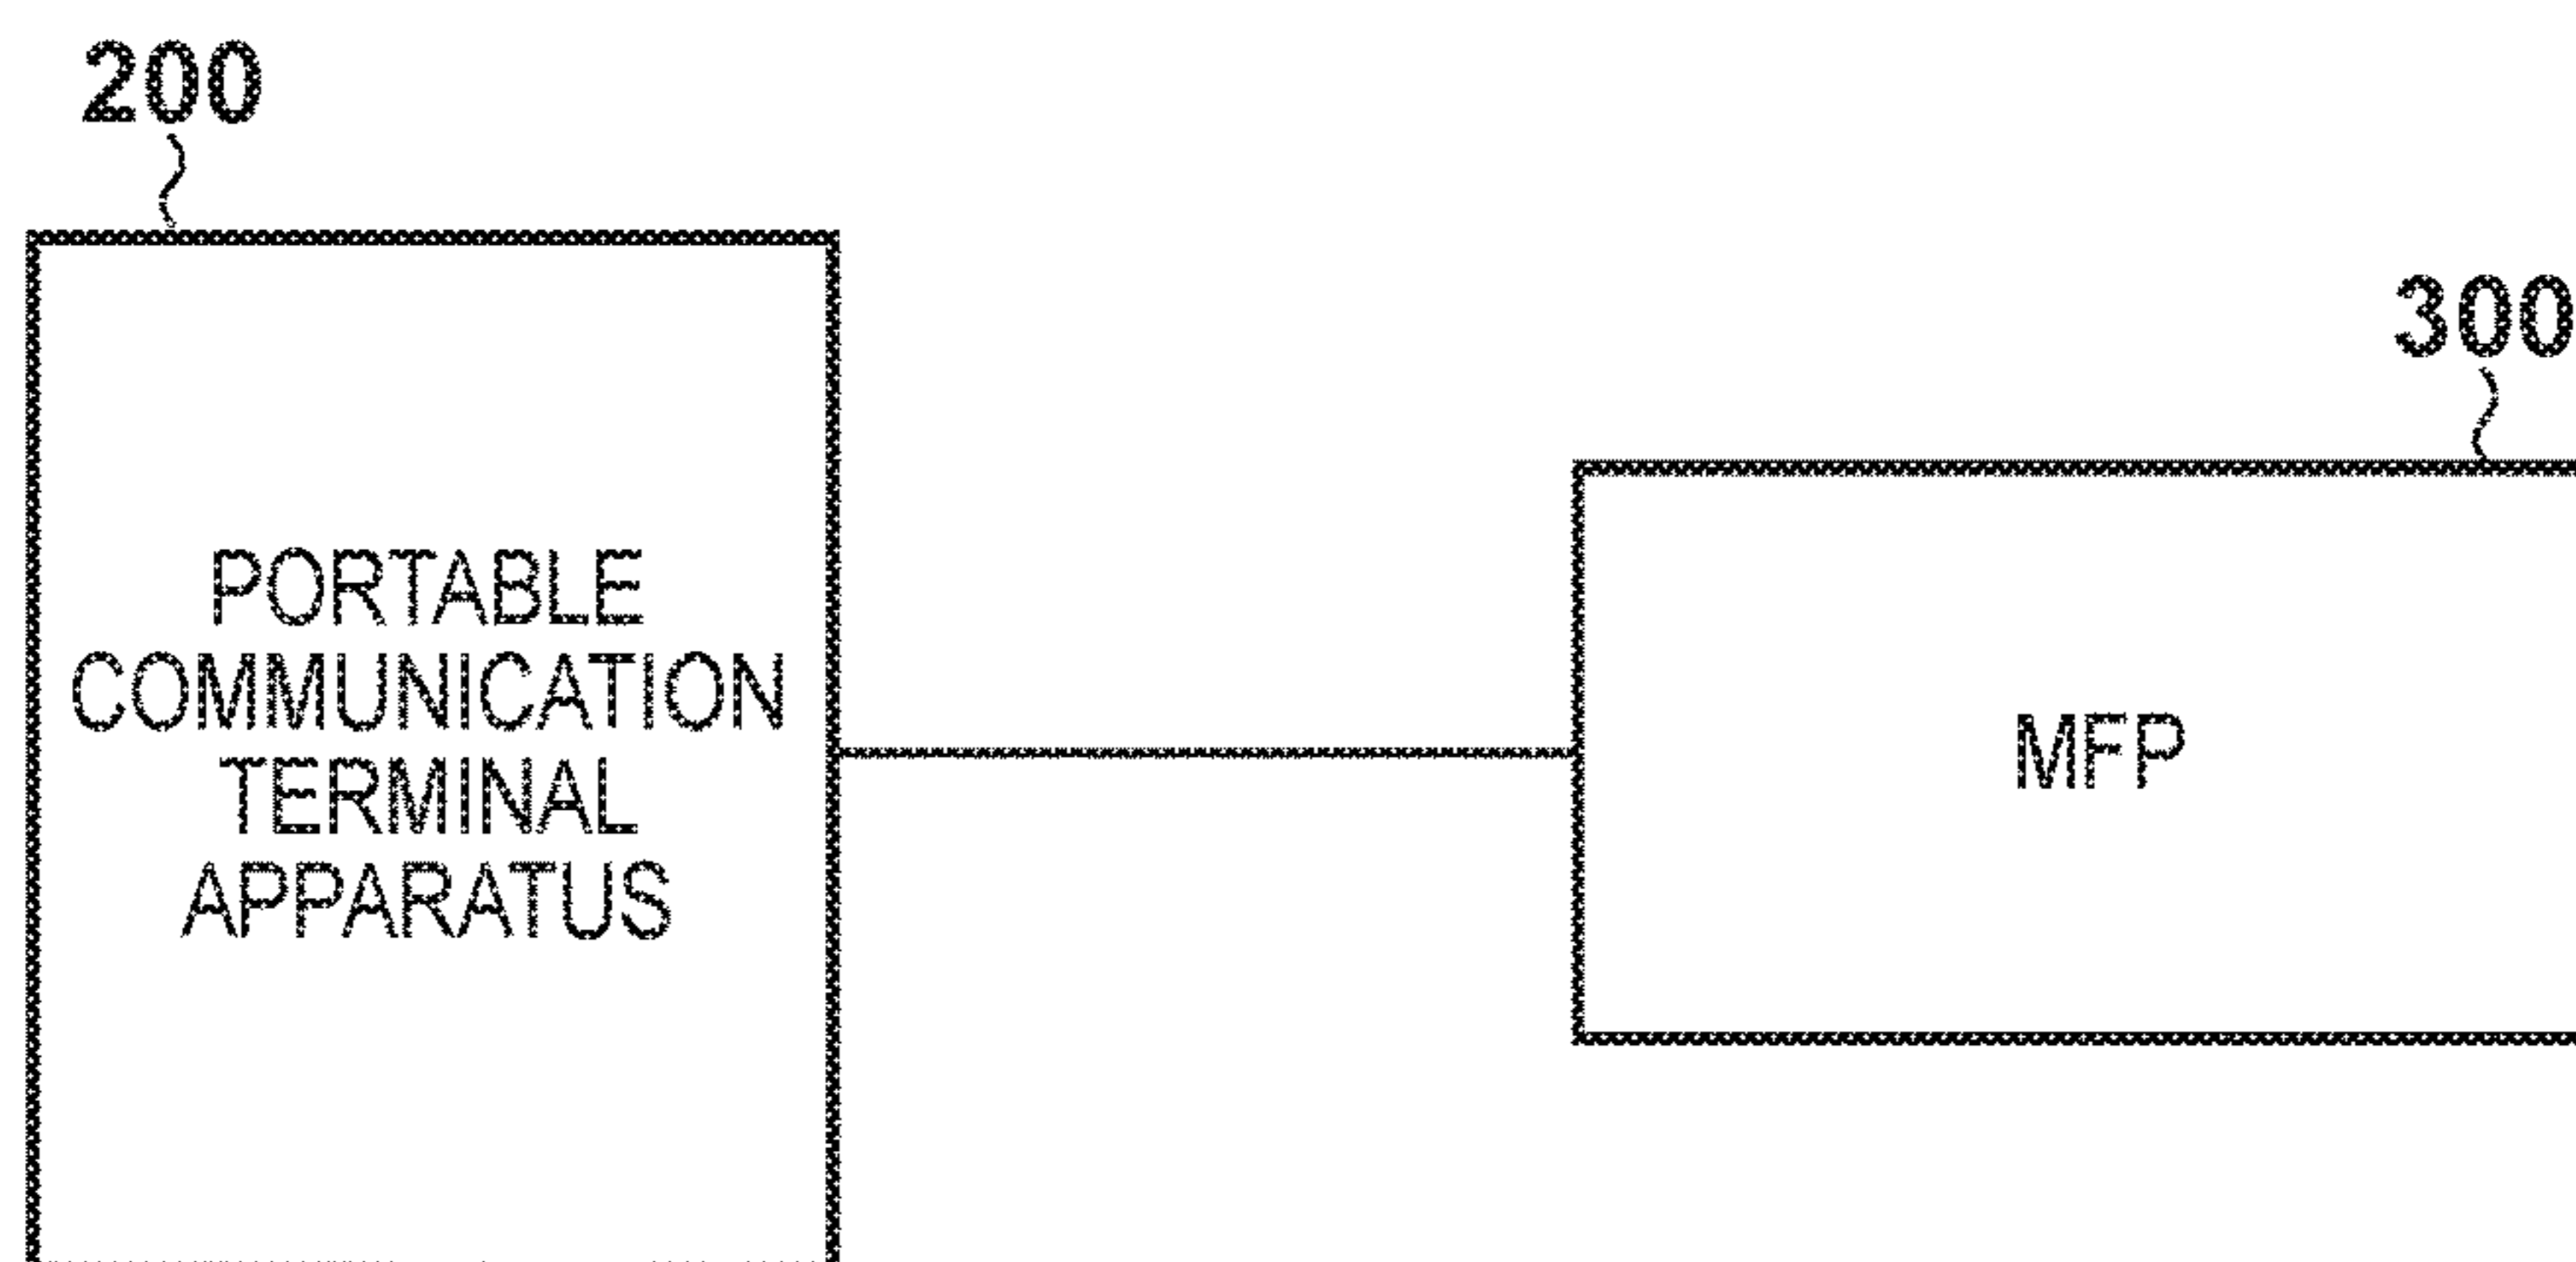 200
300
PORTABLE
COMMUNICATION
TERMINAL
APPARATUS
MFP